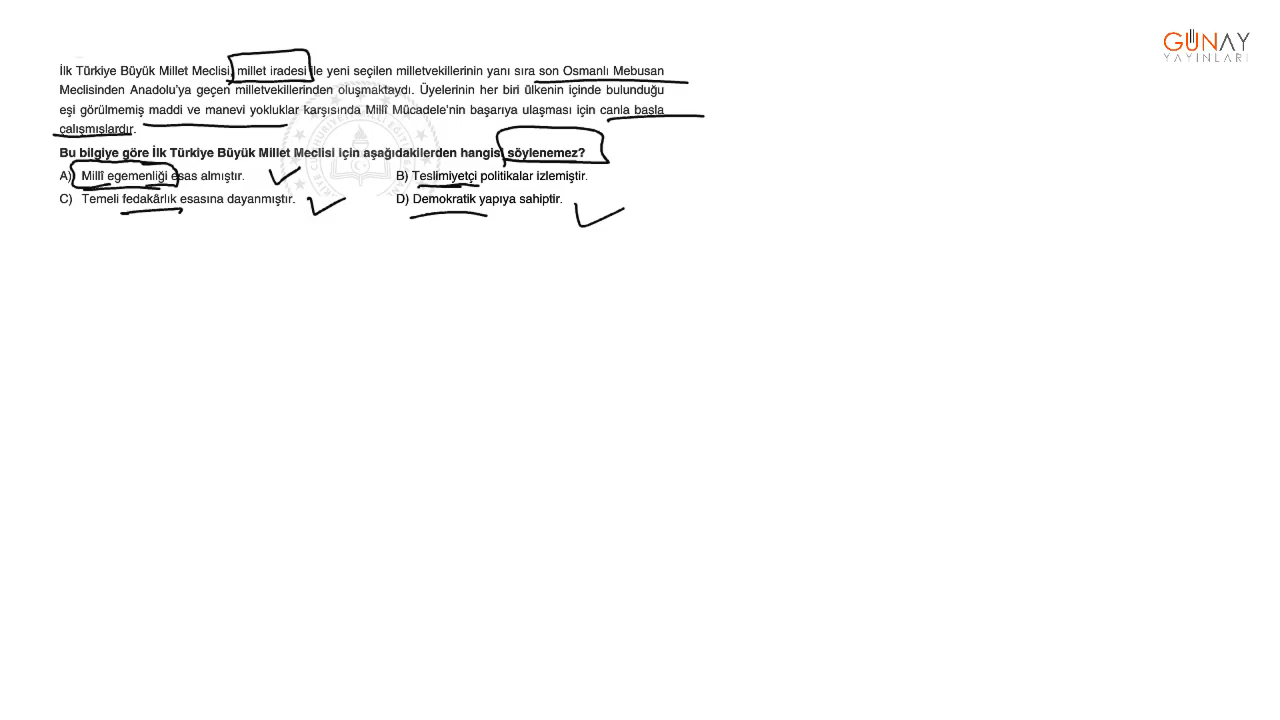 GÜNAY
YAYINLARI
İlk Türkiye Büyük Millet Meclisi, millet iradesi ile yeni seçilen milletvekillerinin yanı sıra son Osmanlı Mebusan
Meclisinden Anadolu'ya geçen milletvekillerinden oluşmaktaydı. Üyelerinin her biri ülkenin içinde bulunduğu
eşi görülmemiş maddi ve manevi yokluklar karşısında Millî Mücadele'nin başarıya ulaşması için canla başla
çalışmışlardır.
Bu bilgiye göre İlk Türkiye Büyük Millet Meclisi için aşağıdakilerden hangisi söylenemez?
A) Millî egemenliği esas almıştır. B) Teslimiyetçi politikalar izlemiştir.
C) Temeli fedakârlık esasına dayanmıştır. D) Demokratik yapıya sahiptir.